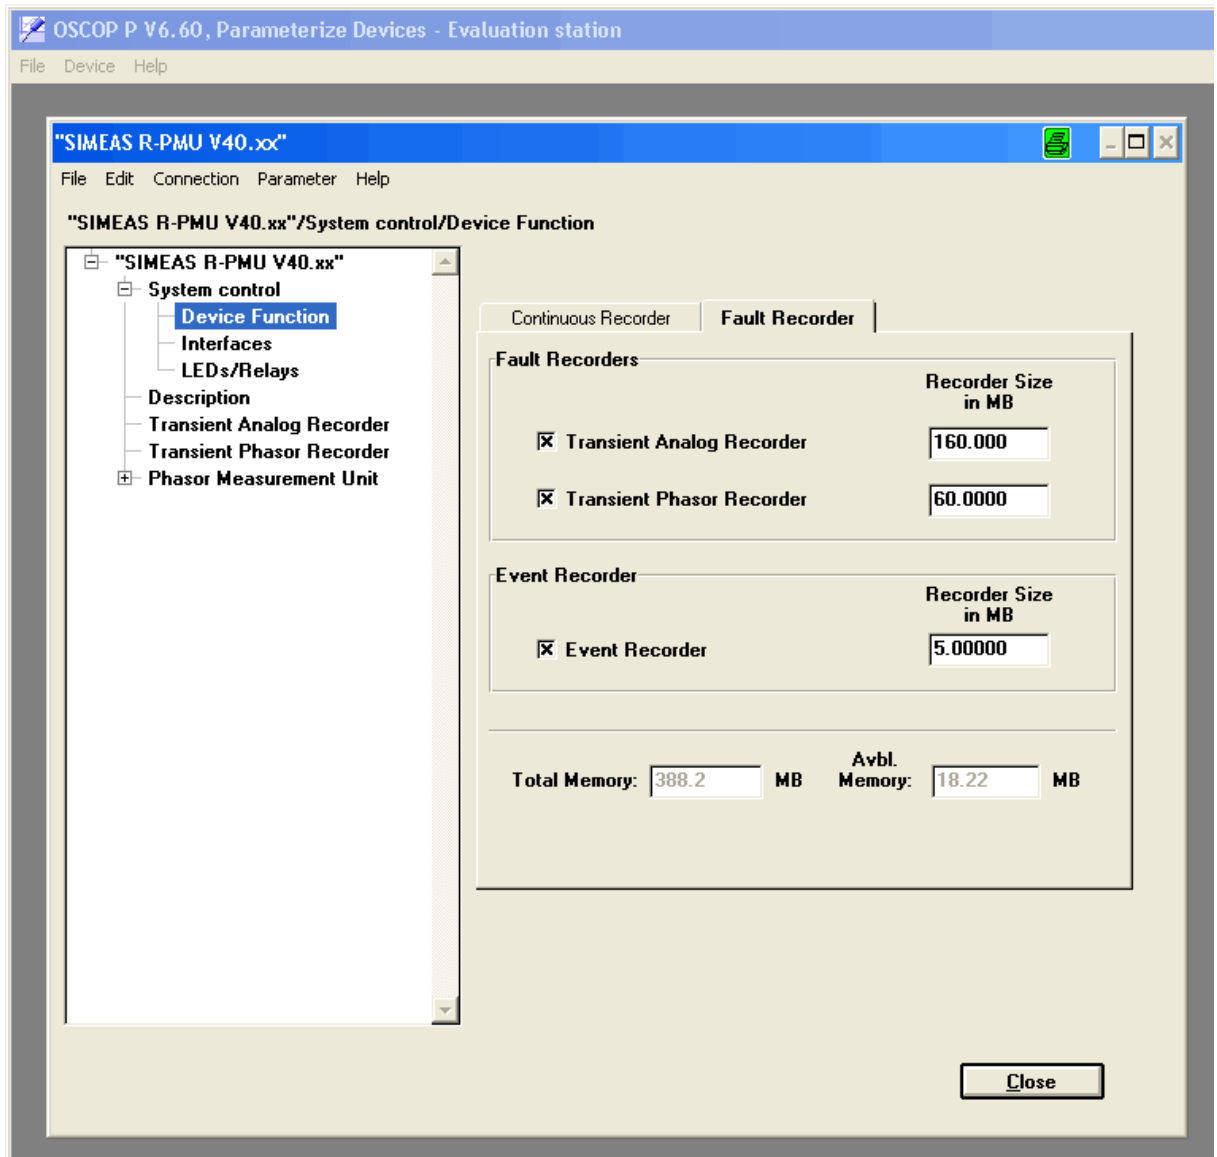 OSCOP P V6.60, Parameterize Devices - Evaluation station
File Device Help
"SIMEAS R-PMU V40.xx"
File Edit Connection Parameter Help
"SIMEAS R-PMU V40.xx"/System control/Device Function
"SIMEAS R-PMU V40.xx"
System control
Device Function
Interfaces
LEDs/Relays
Description
Transient Analog Recorder
Transient Phasor Recorder
Phasor Measurement Unit
Continuous Recorder Fault Recorder
Fault Recorders
Recorder Size
in MB
Transient Analog Recorder 160.000
Transient Phasor Recorder 60.0000
Event Recorder
Recorder Size
in MB
Event Recorder 5.00000
Total Memory: 388.2 MB
Avbl.
Memory: 18.22 MB
Close